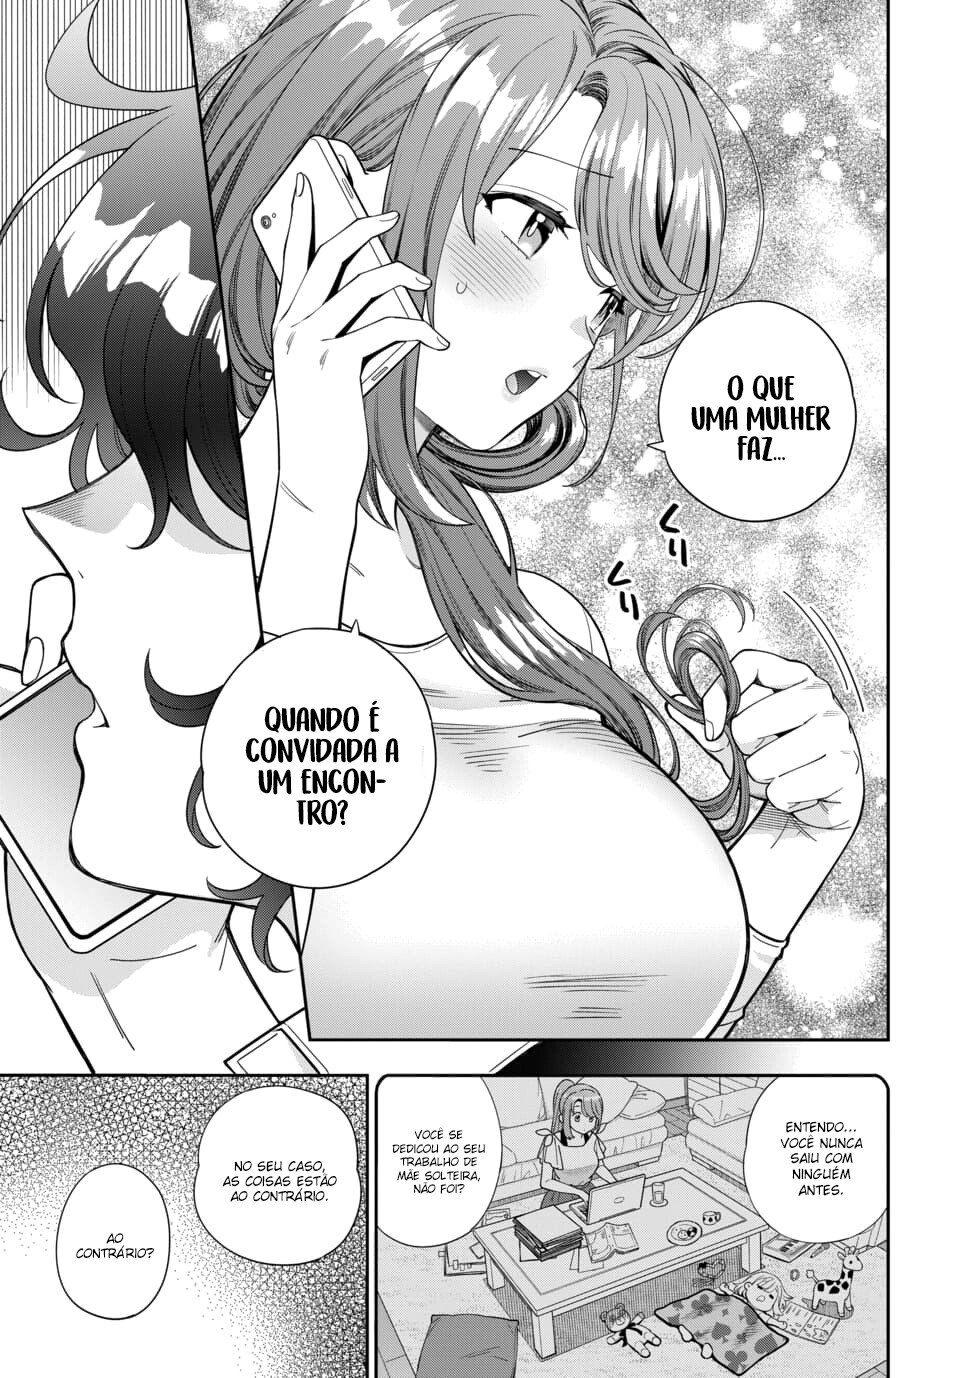 O QUE
UMA MULHER
FAZ...
くり
くり
QUANDO É
CONVIDADA A
UM ENCON-
TRO?
ENTENDO...
VOCÊ NUNCA
SAIU COM
NINGUÉM
ANTES.
VOCÊ SE
DEDICOU AO SEU
TRABALHO DE
MÃE SOLTEIRA,
NÃO FOI?
NO SEU CASO,
AS COISAS ESTÃO
AO CONTRÁRIO.
AO
CONTRÁRIO?